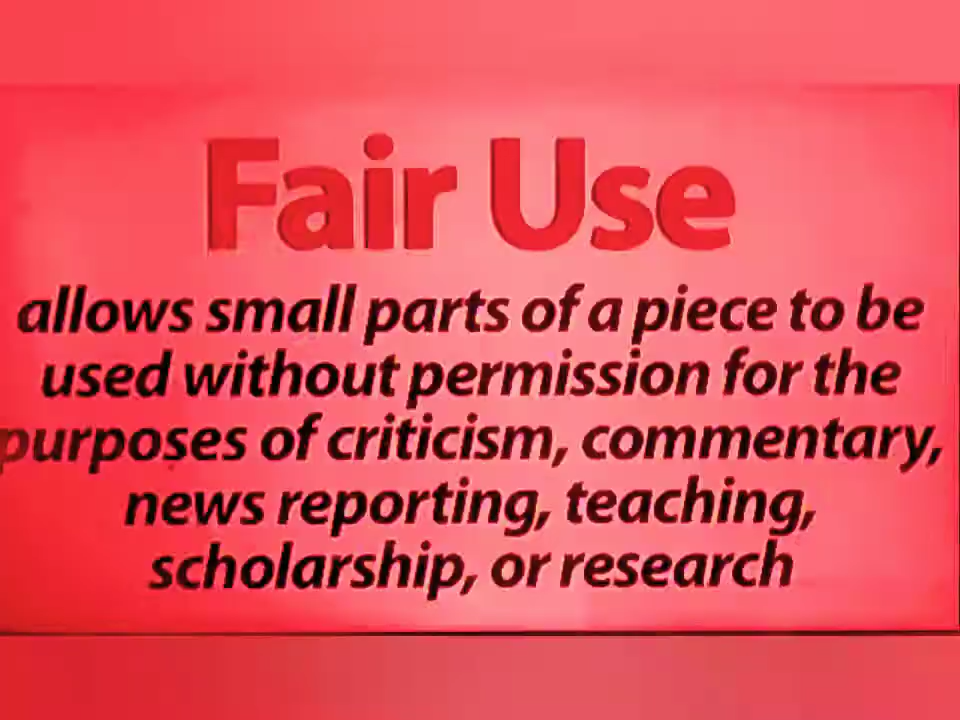 Fair Use
allows small parts of a piece to be
used without permission for the
purposes of criticism, commentary,
news reporting, teaching,
scholarship, or research